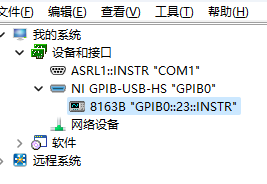 文件(F) 编辑(E) 查看(V) 工具(T) 帮助(H)
我的系统
设备和接口
ASRL1::INSTR "COM1"
NI GPIB-USB-HS "GPIB0"
8163B "GPIB0::23::INSTR"
网络设备
软件
远程系统